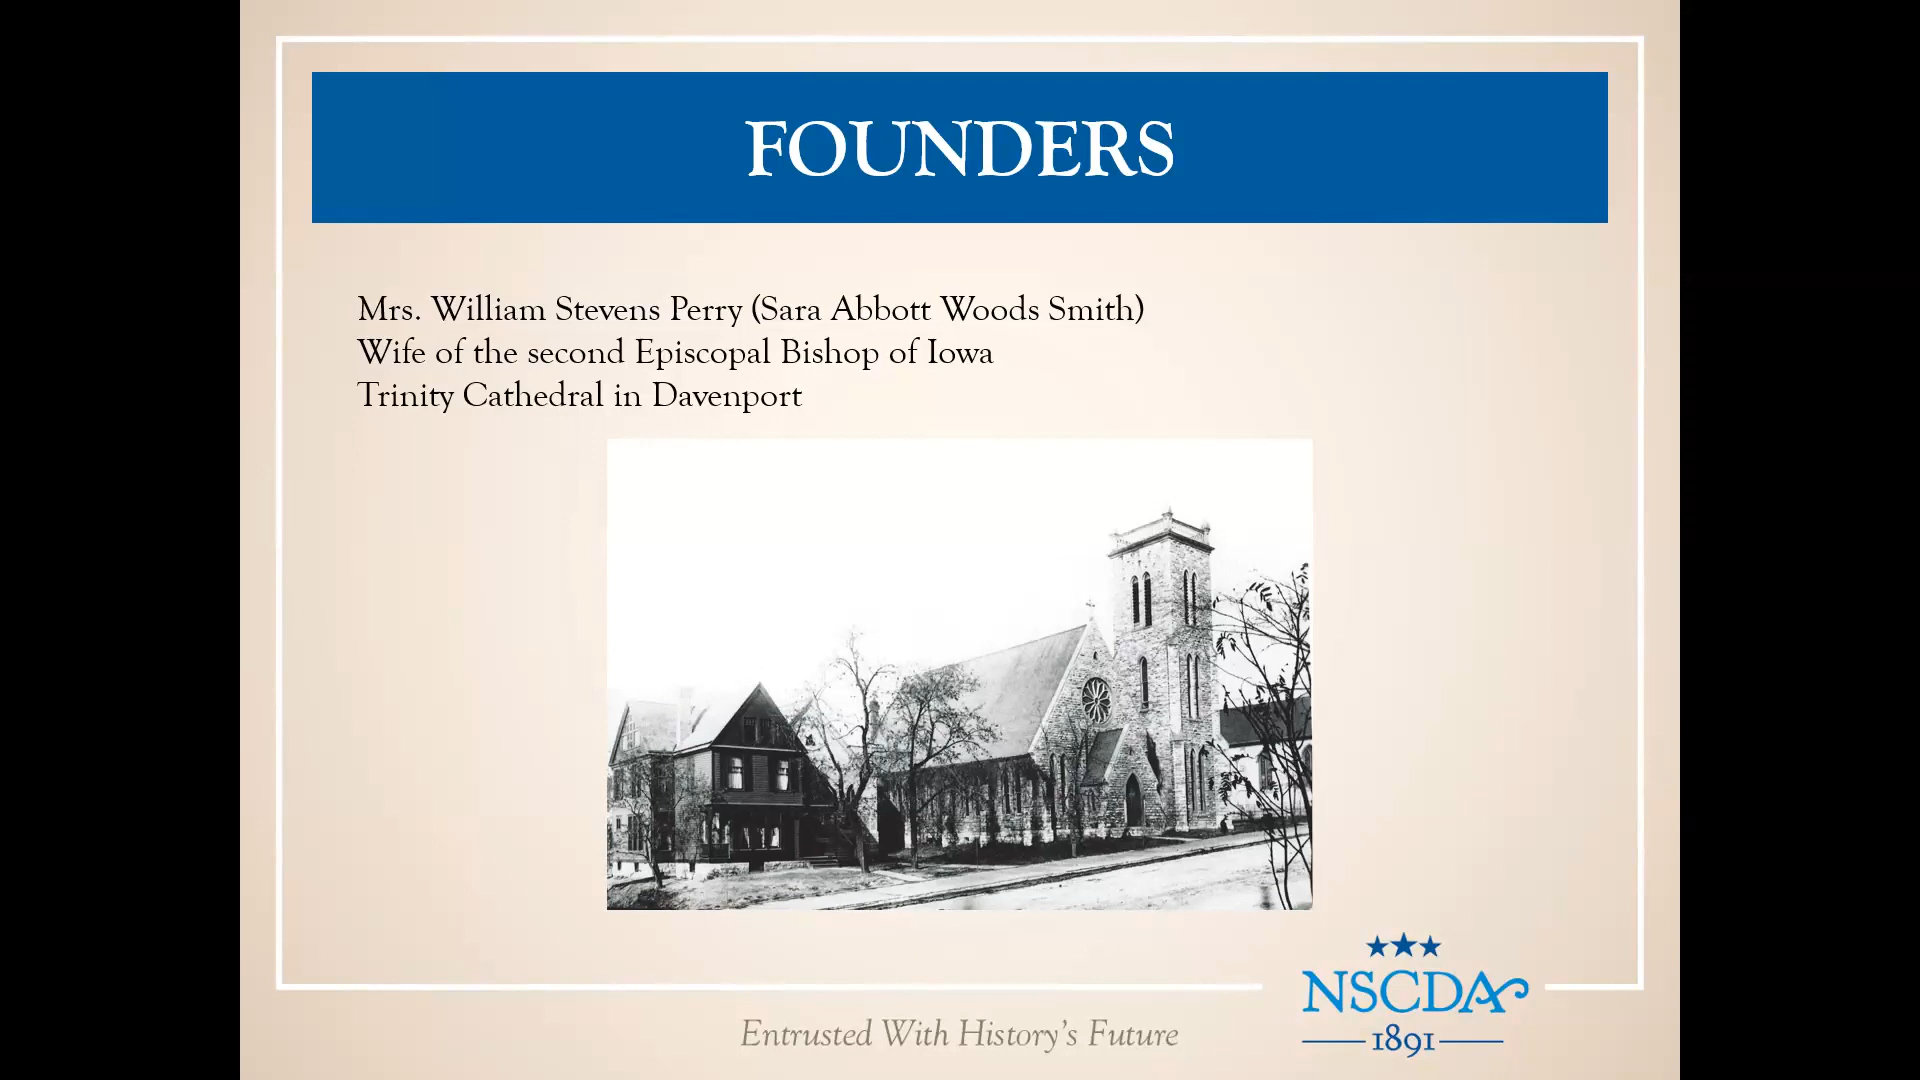 FOUNDERS
Mrs. William Stevens Perry (Sara Abbott Woods Smith)
Wife of the second Episcopal Bishop of Iowa
Trinity Cathedral in Davenport
NSCDA
1891
Entrusted With History's Future